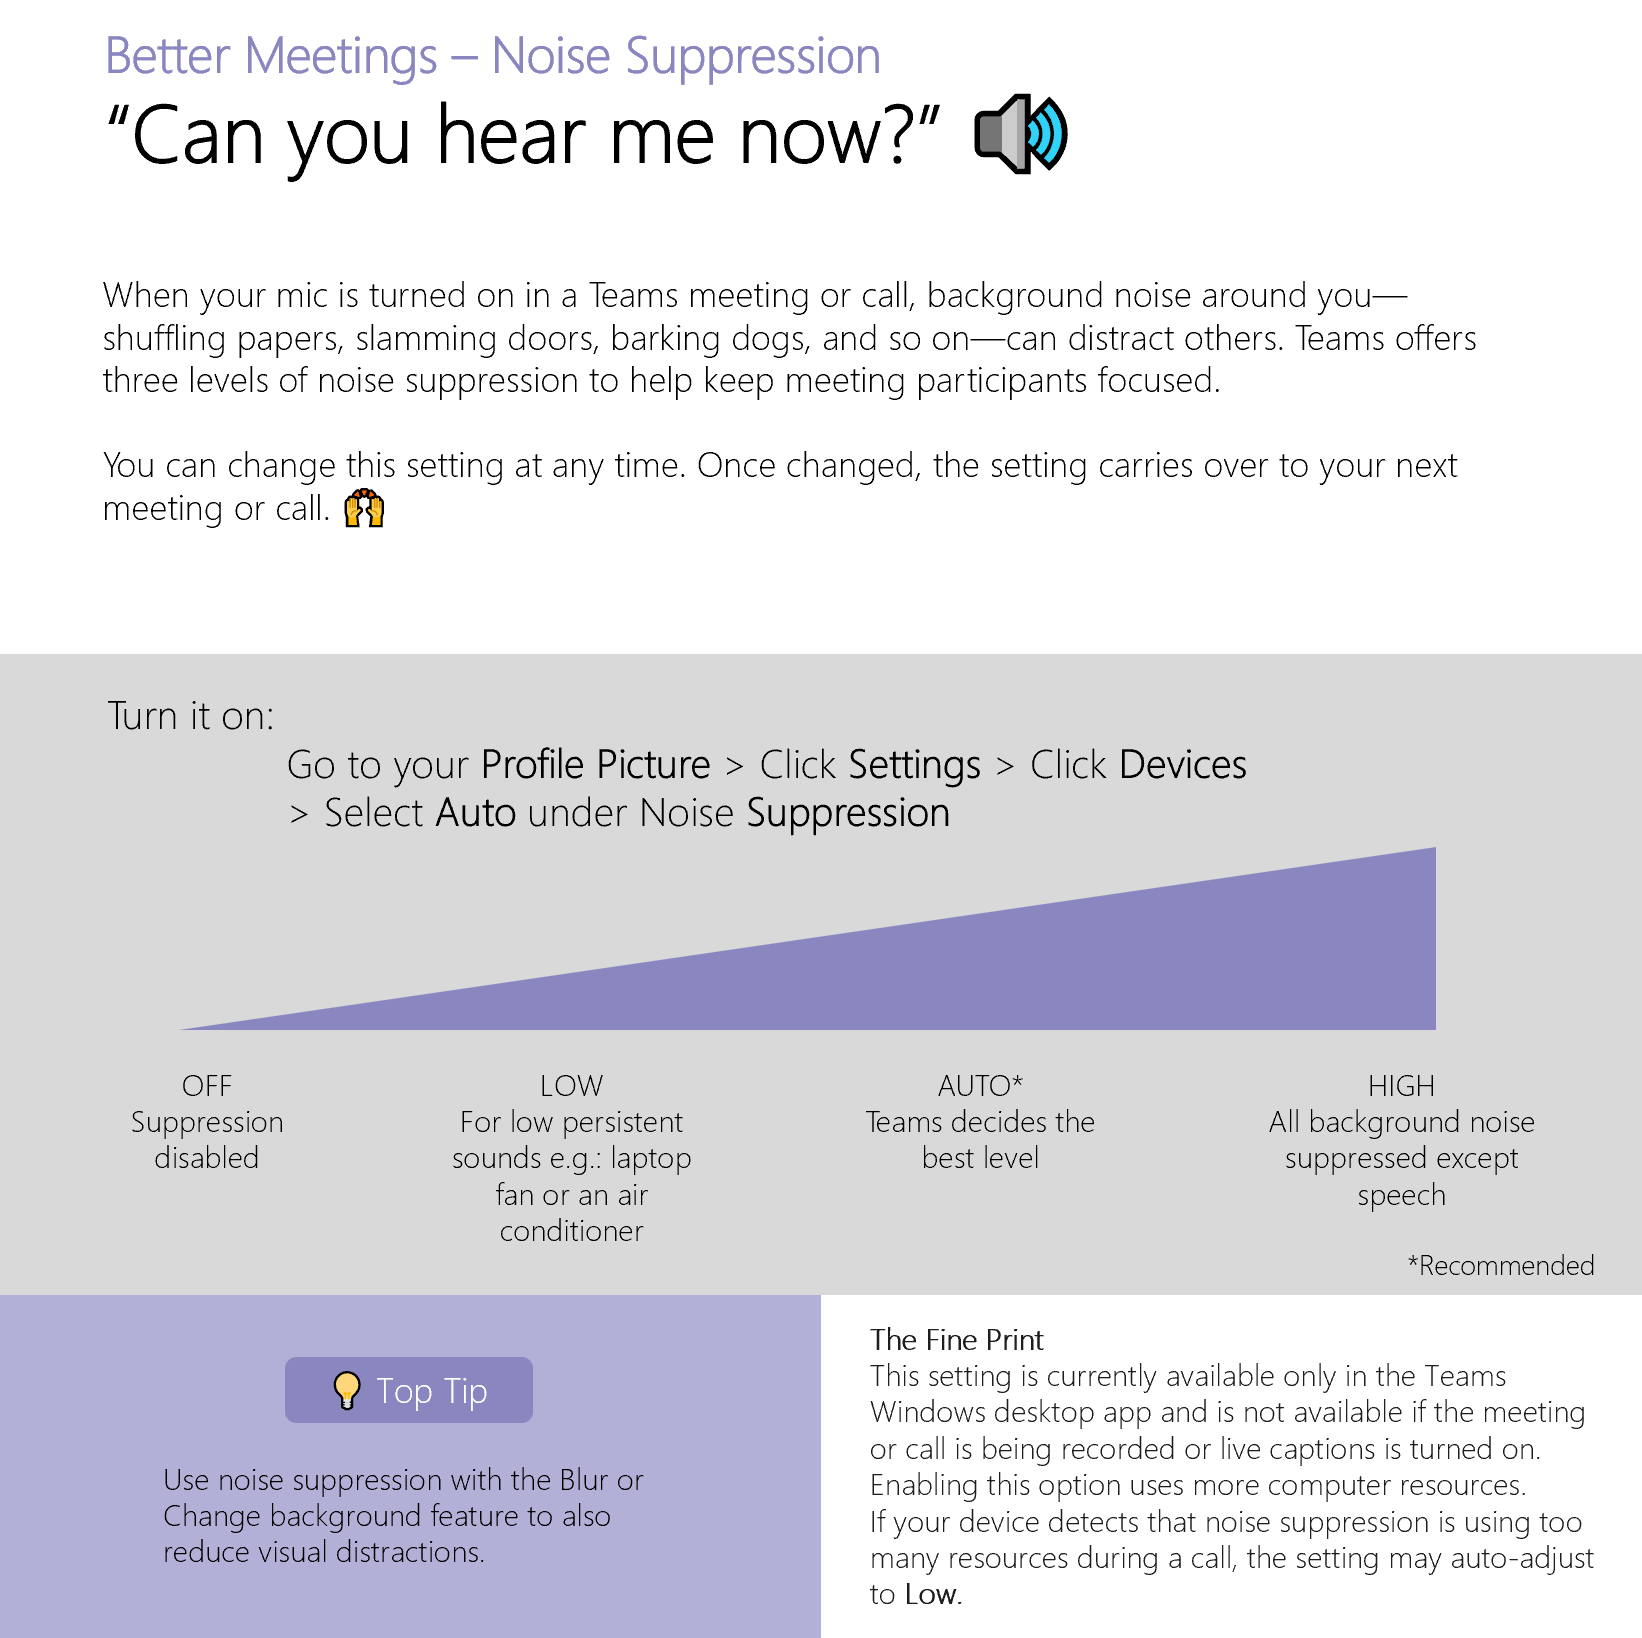 Better Meetings – Noise Suppression
“Can you hear me now?”
When your mic is turned on in a Teams meeting or call, background noise around you—
shuffling papers, slamming doors, barking dogs, and so on—can distract others. Teams offers
three levels of noise suppression to help keep meeting participants focused.
You can change this setting at any time. Once changed, the setting carries over to your next
meeting or call.
Turn it on:
Go to your Profile Picture > Click Settings > Click Devices
> Select Auto under Noise Suppression
OFF
Suppression
disabled
LOW
For low persistent
sounds e.g.: laptop
fan or an air
conditioner
AUTO*
Teams decides the
best level
HIGH
All background noise
suppressed except
speech
*Recommended
Top Tip
Use noise suppression with the Blur or
Change background feature to also
reduce visual distractions.
The Fine Print
This setting is currently available only in the Teams
Windows desktop app and is not available if the meeting
or call is being recorded or live captions is turned on.
Enabling this option uses more computer resources.
If your device detects that noise suppression is using too
many resources during a call, the setting may auto-adjust
to Low.